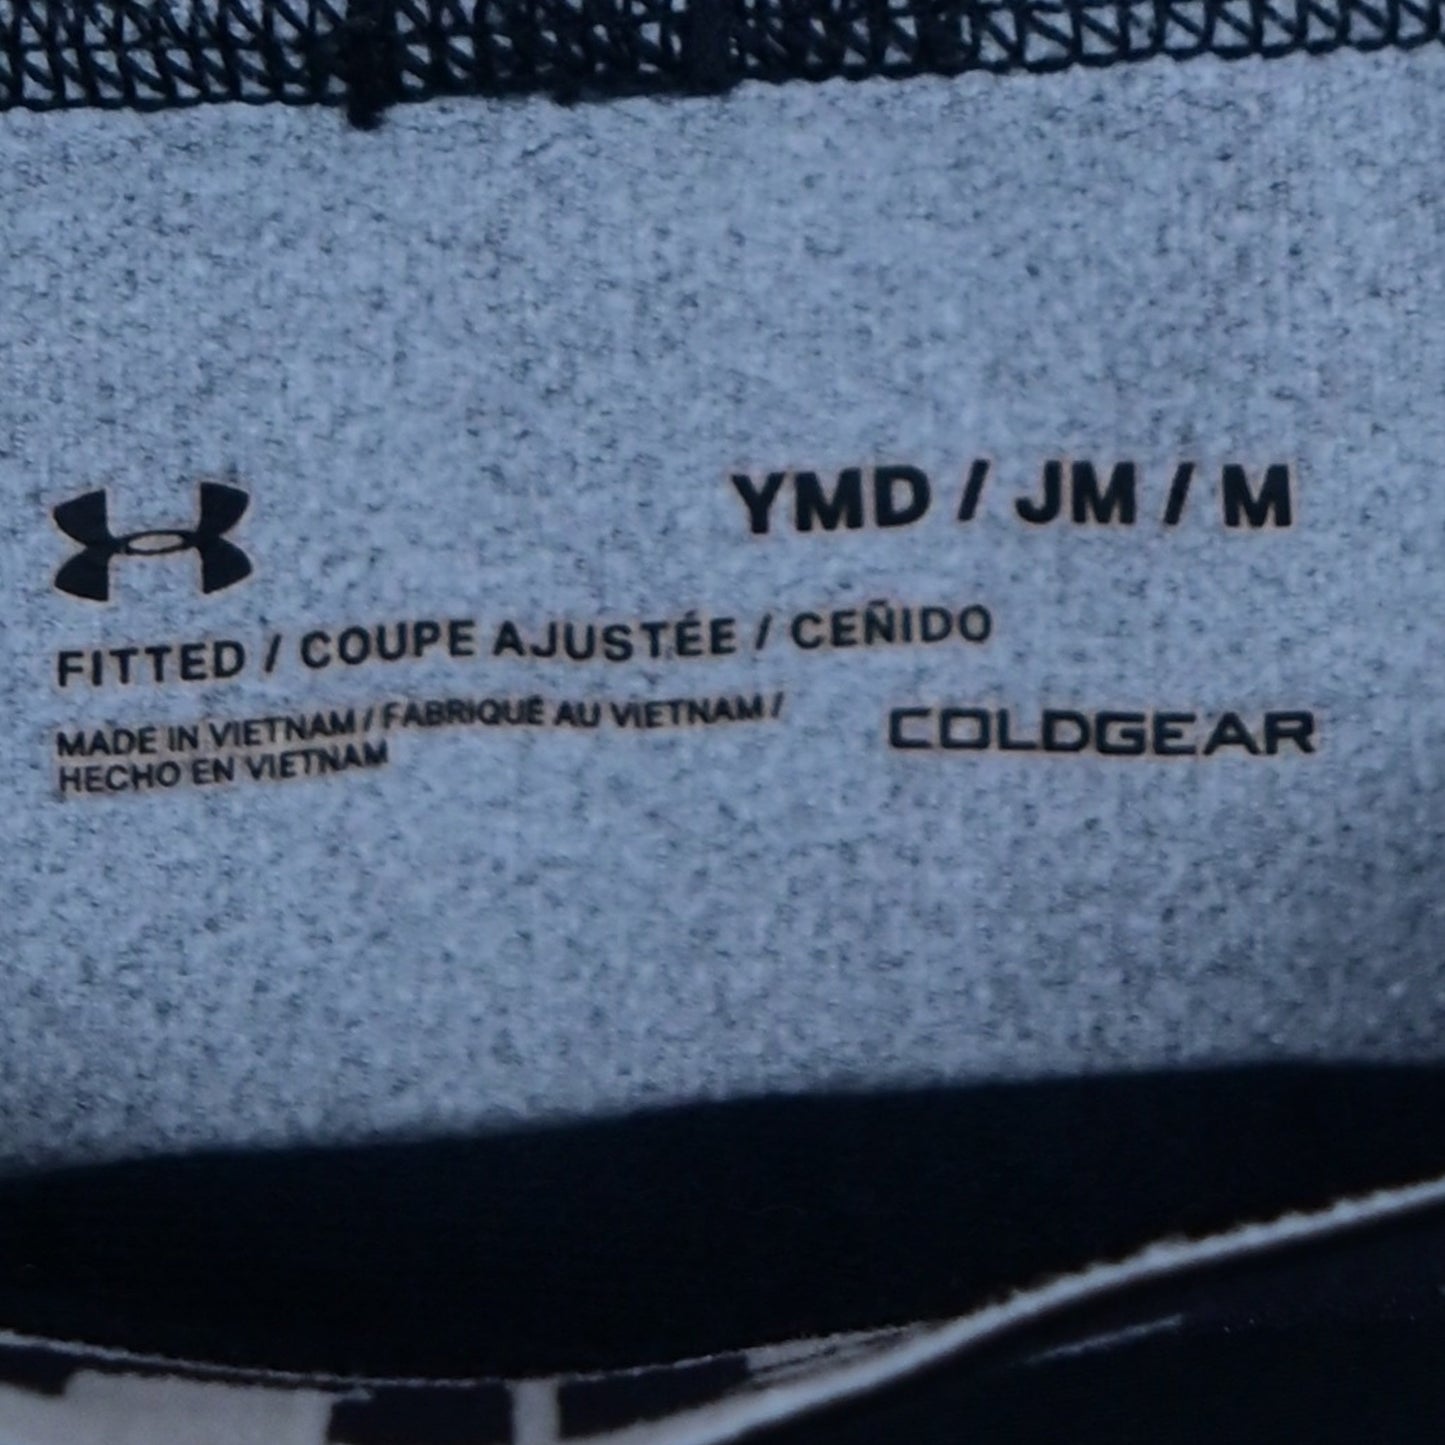 YMD / JM / M
FITTED / COUPE AJUSTÉE / CEÑIDO
MADE IN VIETNAM / FABRIQUÉ AU VIETNAM /
HECHO EN VIETNAM
COLDGEAR